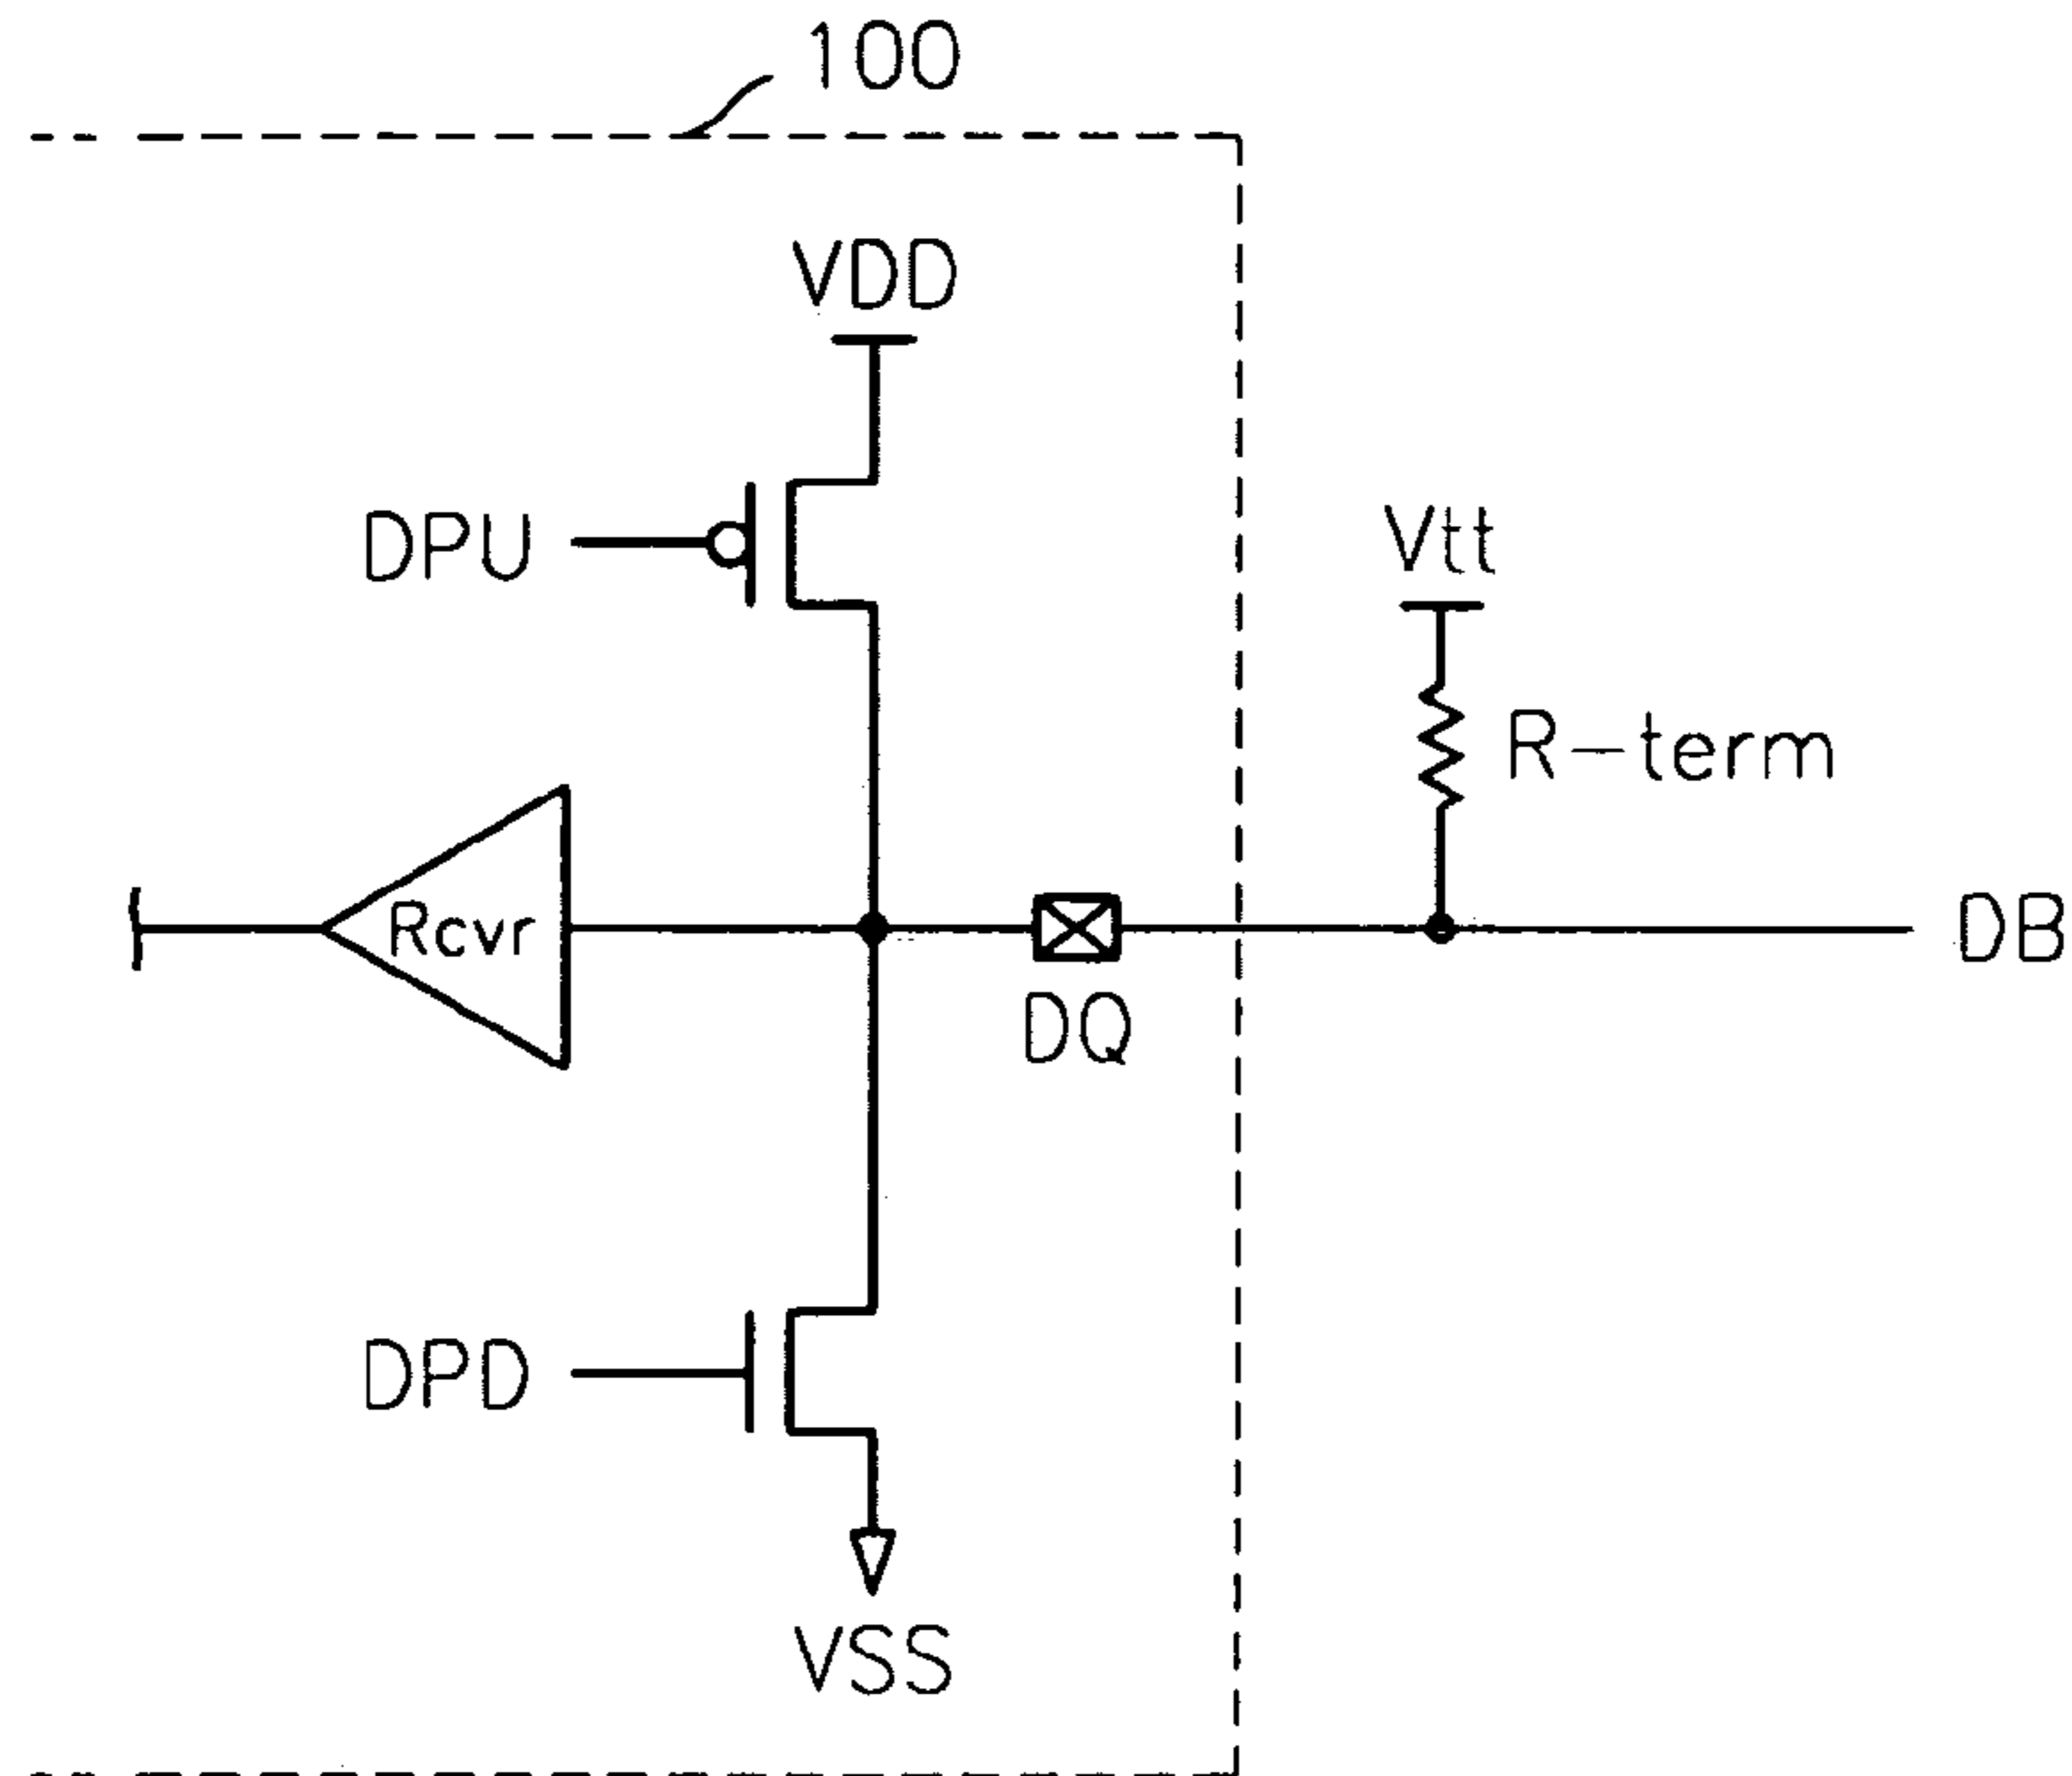 100
VDD
DPU
Vtt
R-term
Rcvr
DB
DQ
DPD
VSS